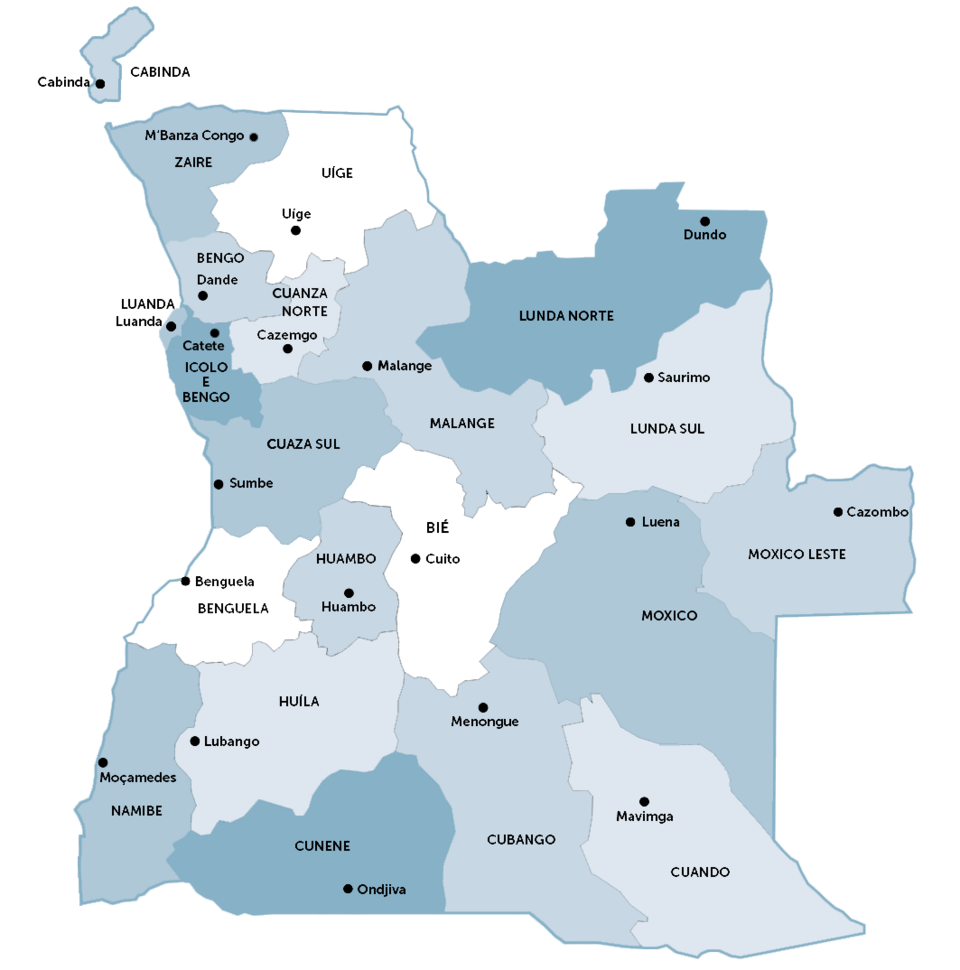 CABINDA
Cabinda
M'Banza Congo
ZAIRE
UÍGE
Uíge
Dundo
BENGO
Dande
CUANZA
NORTE
LUANDA
Luanda
LUNDA NORTE
Cazemgo
Catete
ICOLO
E
BENGO
Malange
Saurimo
MALANGE
LUNDA SUL
CUAZA SUL
Sumbe
Cazombo
Luena
BIÉ
MOXICO LESTE
HUAMBO
Cuito
Benguela
Huambo
BENGUELA
MOXICO
HUÍLA
Menongue
Lubango
Moçamedes
NAMIBE
Mavimga
CUBANGO
CUNENE
CUANDO
Ondjiva